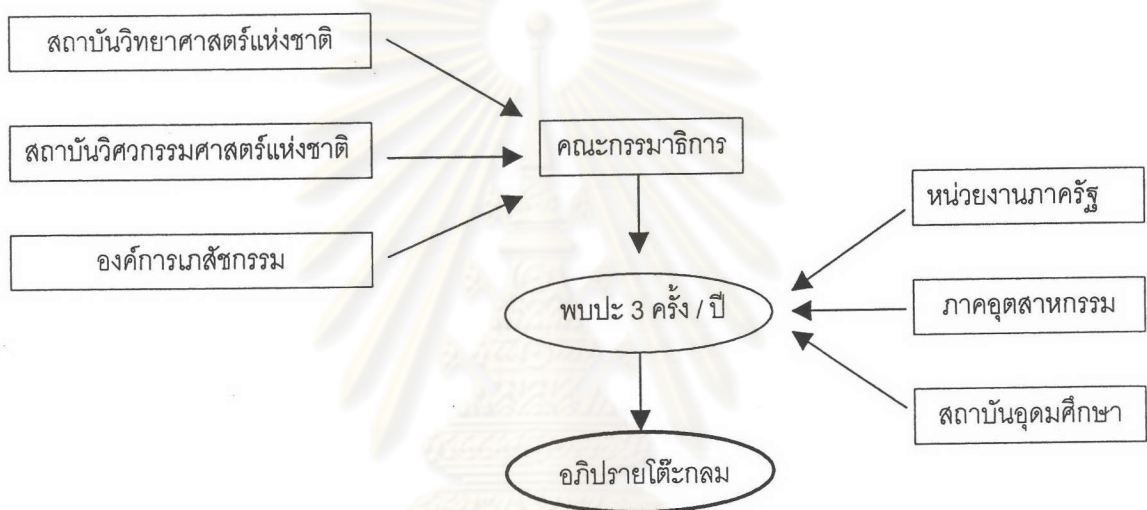 สถาบันวิทยาศาสตร์แห่งชาติ
สถาบันวิศวกรรมศาสตร์แห่งชาติ
องค์การเภสัชกรรม
คณะกรรมาธิการ
พบปะ 3 ครั้ง / ปี
อภิปรายโต๊ะกลม
หน่วยงานภาครัฐ
ภาคอุตสาหกรรม
สถาบันอุดมศึกษา